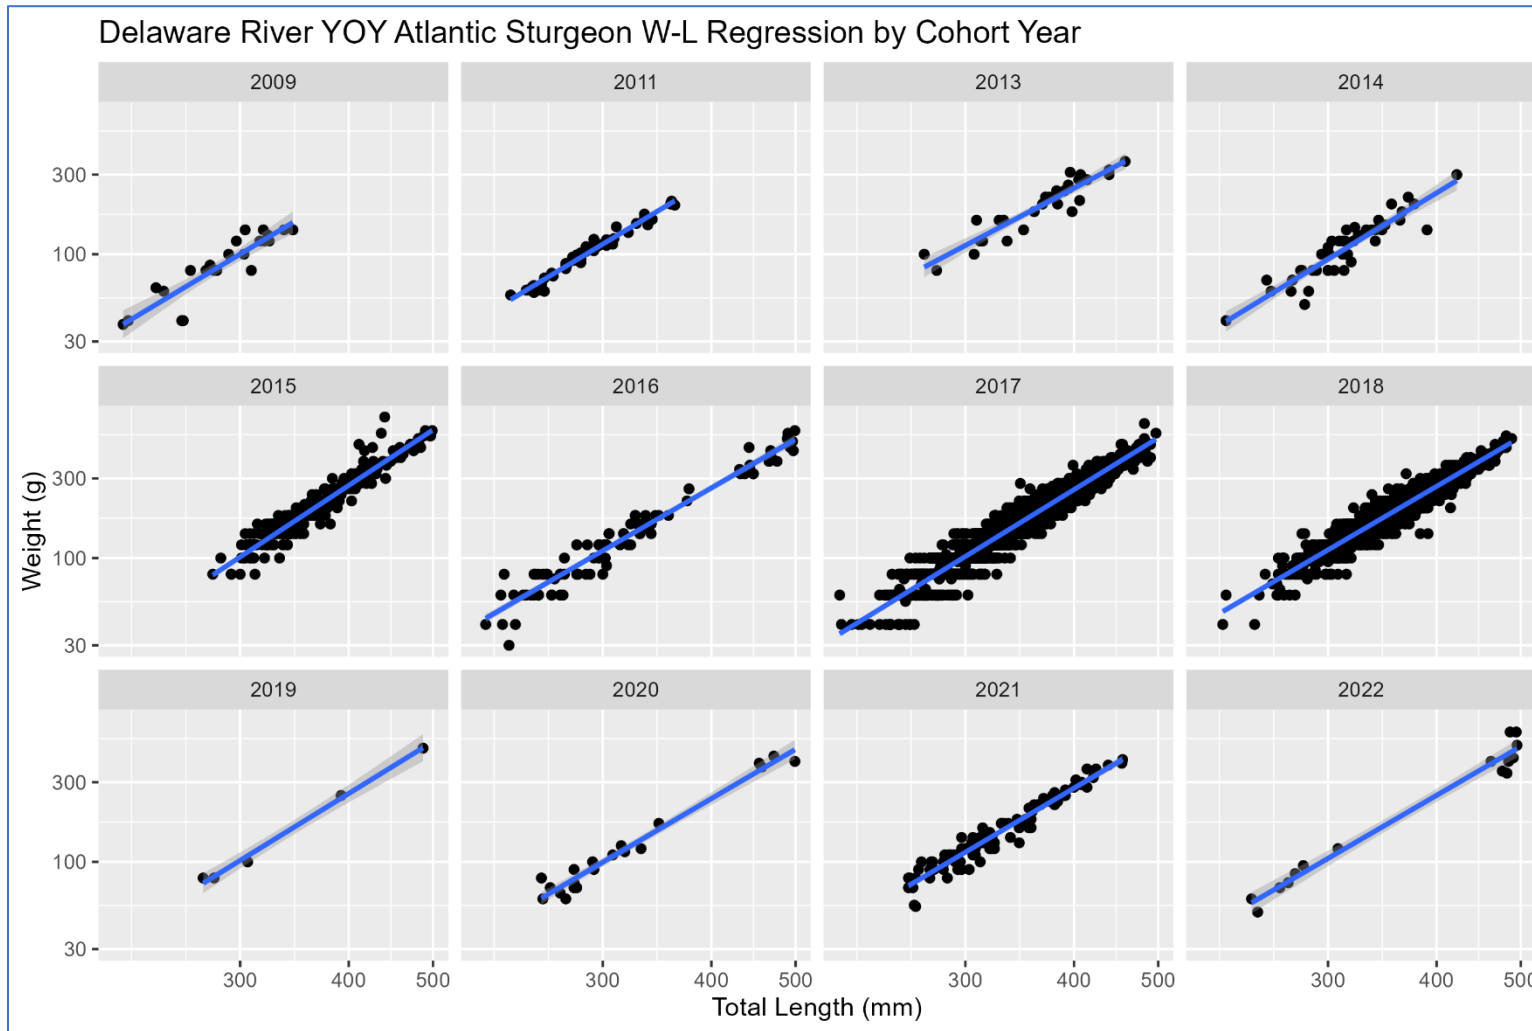 Delaware River YOY Atlantic Sturgeon W-L Regression by Cohort Year
2009 2011 2013 2014
300
100
30
2015 2016 2017 2018
Weight (g)
300
100
30
2019 2020 2021 2022
300
100
30
300 400 500 300 400 500 300 400 500 300 400 500
Total Length (mm)